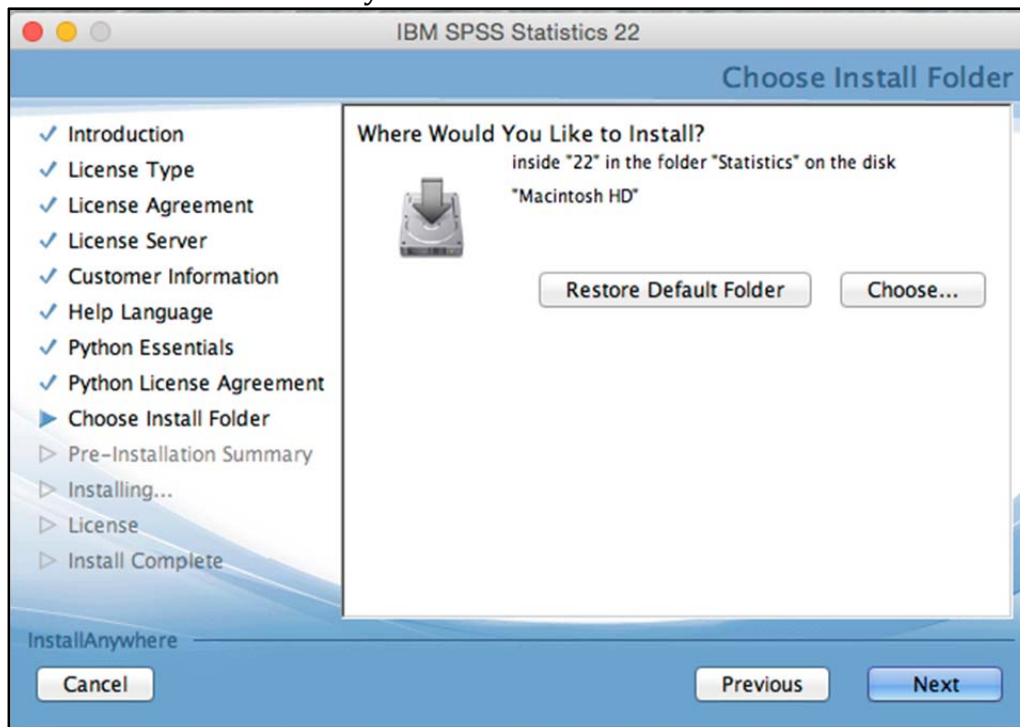 IBM SPSS Statistics 22
Choose Install Folder
Introduction
License Type
License Agreement
License Server
Customer Information
Help Language
Python Essentials
Python License Agreement
Choose Install Folder
Pre-Installation Summary
Installing...
License
Install Complete
Where Would You Like to Install?
inside "22" in the folder "Statistics" on the disk
"Macintosh HD"
Restore Default Folder
Choose...
InstallAnywhere
Cancel
Previous
Next